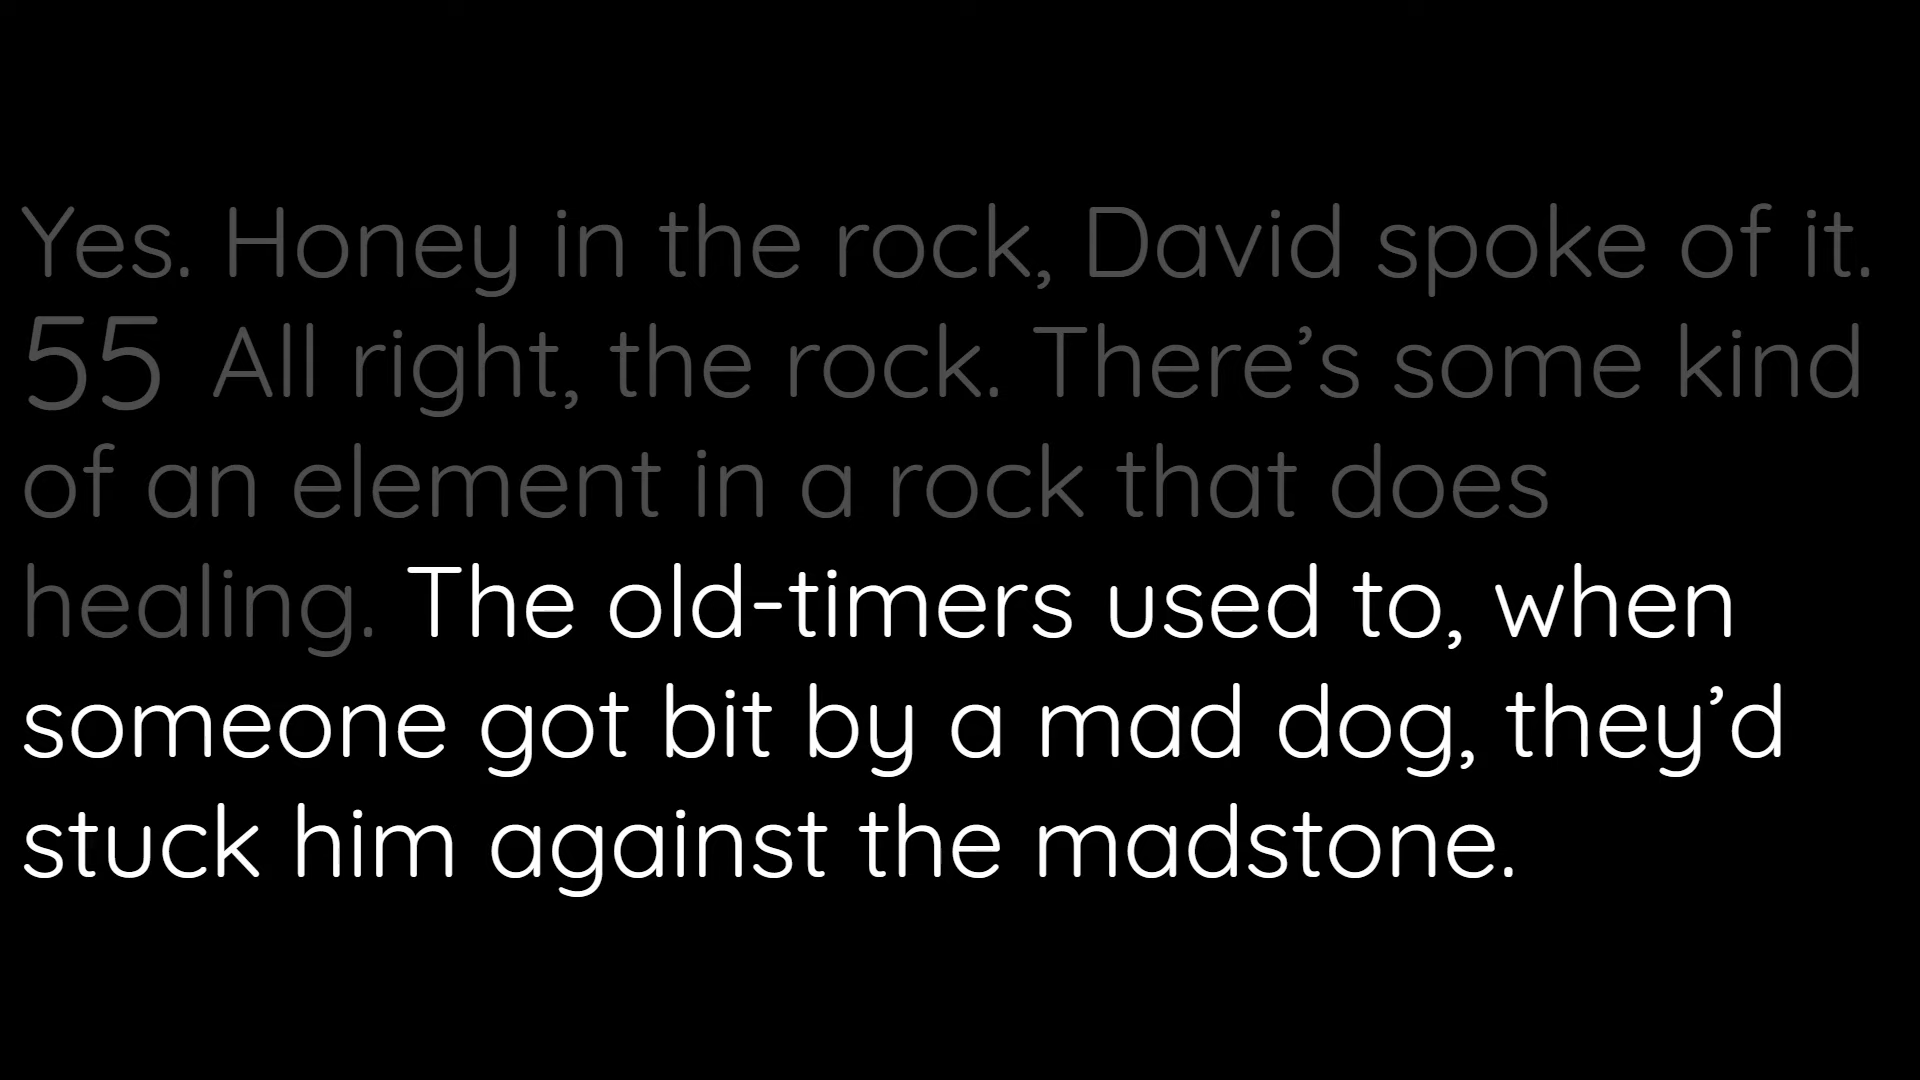 Yes. Honey in the rock, David spoke of it.
55 All right, the rock. There’s some kind
of an element in a rock that does
healing. The old-timers used to, when
someone got bit by a mad dog, they’d
stuck him against the madstone.